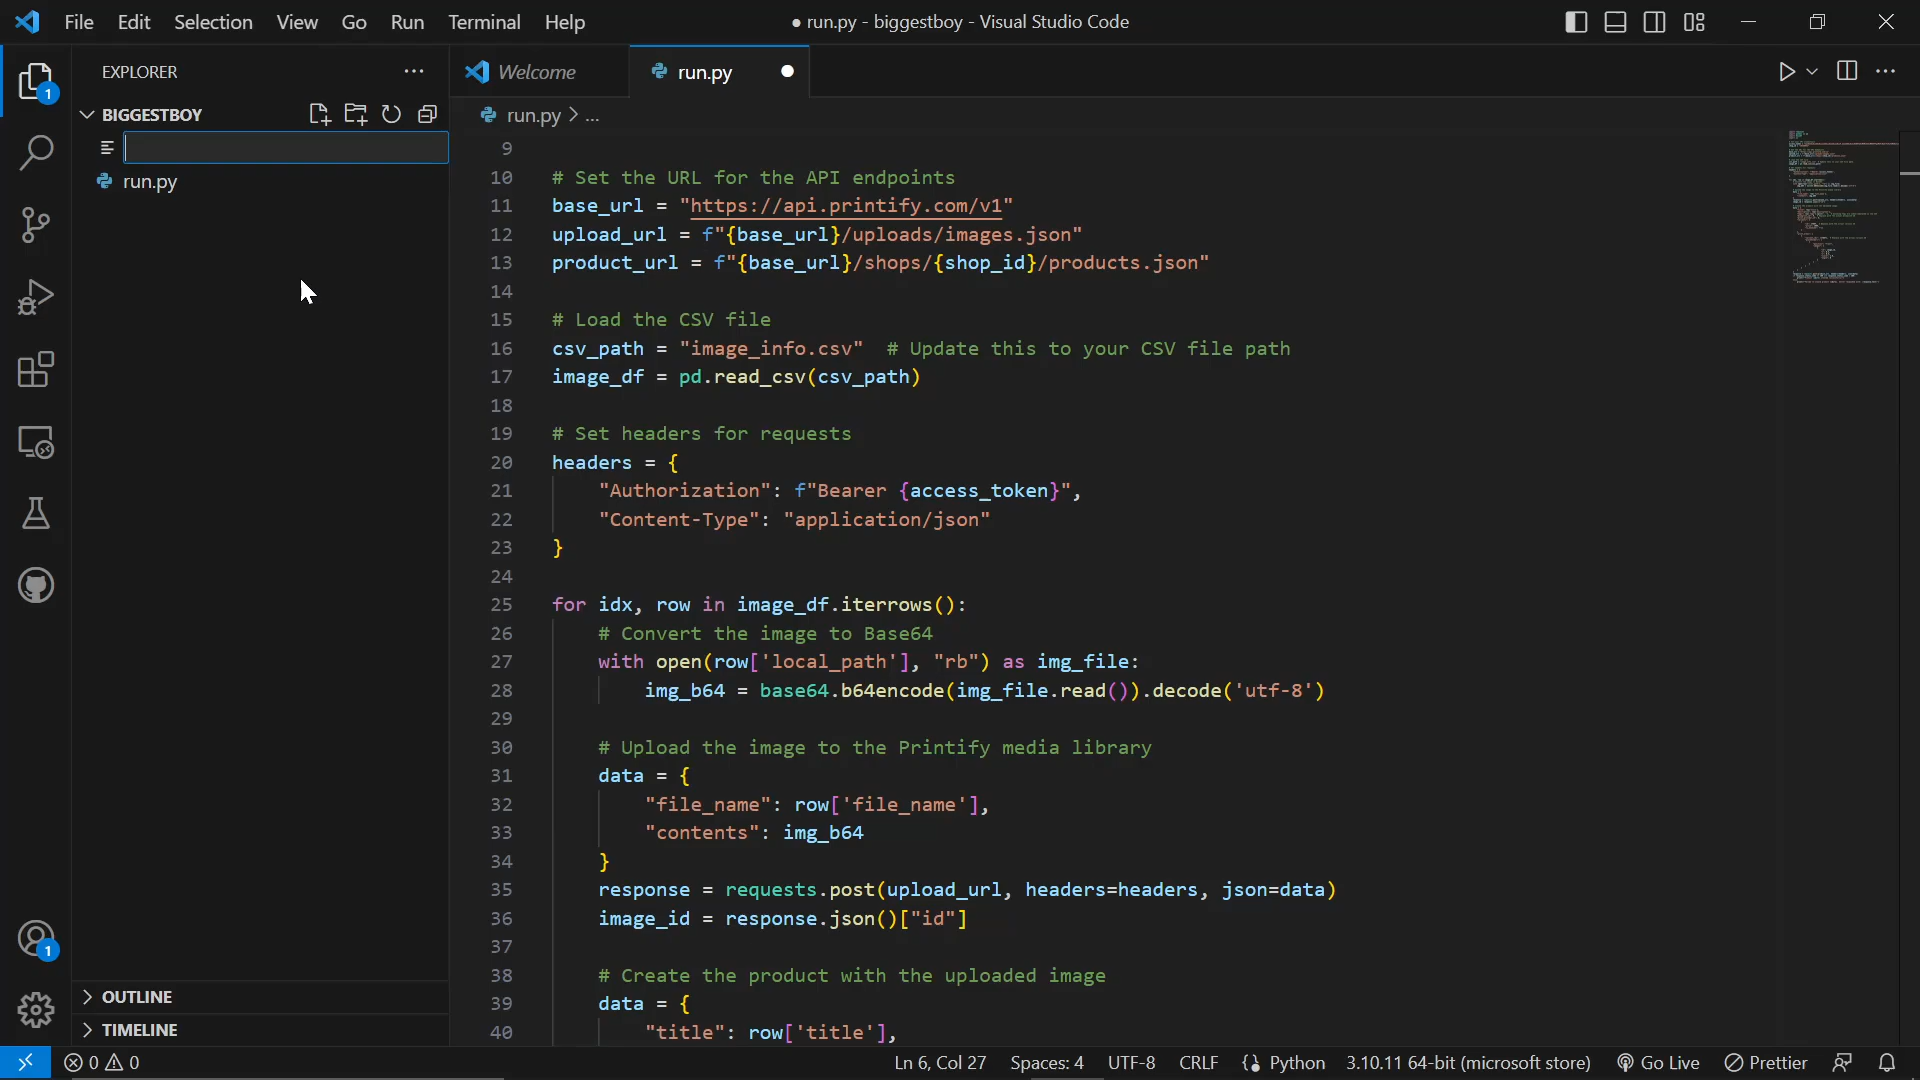 File Edit Selection View Go Run Terminal Help
● run.py - biggestboy - Visual Studio Code
EXPLORER
1
BIGGESTBOY
run.py
OUTLINE
TIMELINE
1
Welcome
run.py
run.py > ...
9
10 # Set the URL for the API endpoints
11 base_url = "https://api.printify.com/v1"
12 upload_url = f"{base_url}/uploads/images.json"
13 product_url = f"{base_url}/shops/{shop_id}/products.json"
14
15 # Load the CSV file
16 csv_path = "image_info.csv"  # Update this to your CSV file path
17 image_df = pd.read_csv(csv_path)
18
19 # Set headers for requests
20 headers = {
21     "Authorization": f"Bearer {access_token}",
22     "Content-Type": "application/json"
23 }
24
25 for idx, row in image_df.iterrows():
26     # Convert the image to Base64
27     with open(row['local_path'], "rb") as img_file:
28         img_b64 = base64.b64encode(img_file.read()).decode('utf-8')
29
30     # Upload the image to the Printify media library
31     data = {
32         "file_name": row['file_name'],
33         "contents": img_b64
34     }
35     response = requests.post(upload_url, headers=headers, json=data)
36     image_id = response.json()["id"]
37
38     # Create the product with the uploaded image
39     data = {
40         "title": row['title'],
0 0
Ln 6, Col 27 Spaces: 4 UTF-8 CRLF Python 3.10.11 64-bit (microsoft store) Go Live Prettier